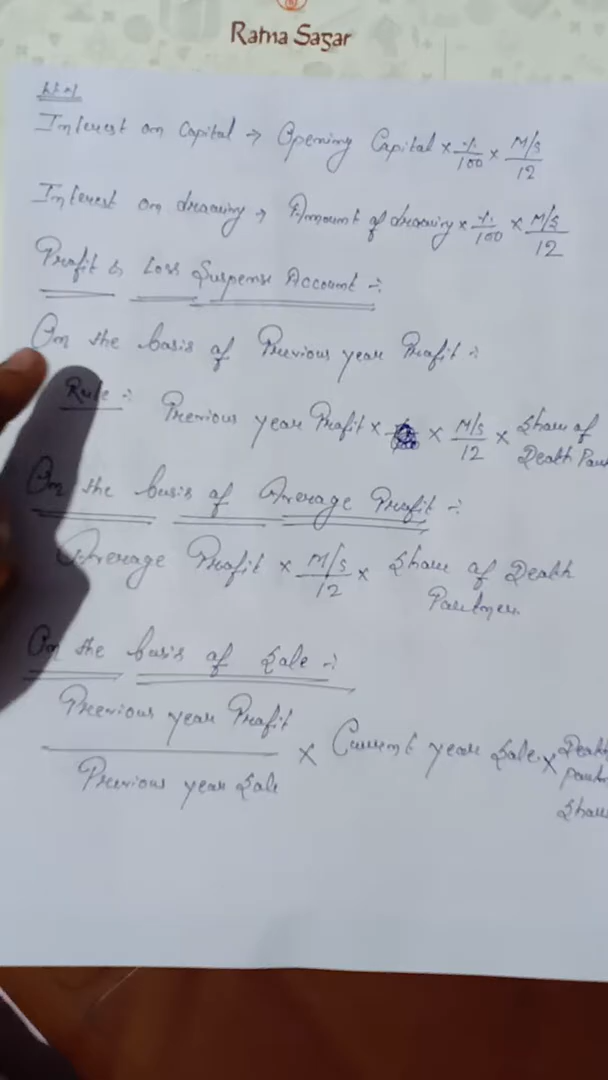 Ratna Sagar
Interest on Capital → Opening Capital × %/100 × M/s/12
Interest on drawing → Amount of drawing × %/100 × M/s/12
Profit & Loss Suspense Account :-
On the basis of Previous year Profit :-
Rule :- Previous year Profit × × M/s/12 × Share of Death
On the basis of Average Profit :-
Average Profit × M/s/12 × Share of Death
Partner.
On the basis of Sale :-
Previous year Profit
Previous year Sale
× Current year Sale × Death
Share